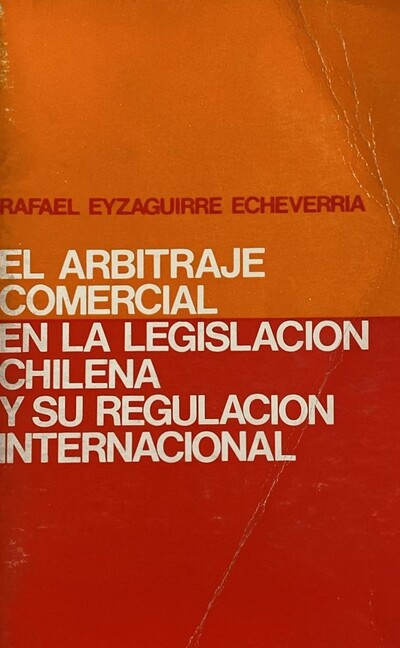 RAFAEL EYZAGUIRRE ECHEVERRIA
EL ARBITRAJE
COMERCIAL
EN LA LEGISLACION
CHILENA
Y SU REGULACION
INTERNACIONAL